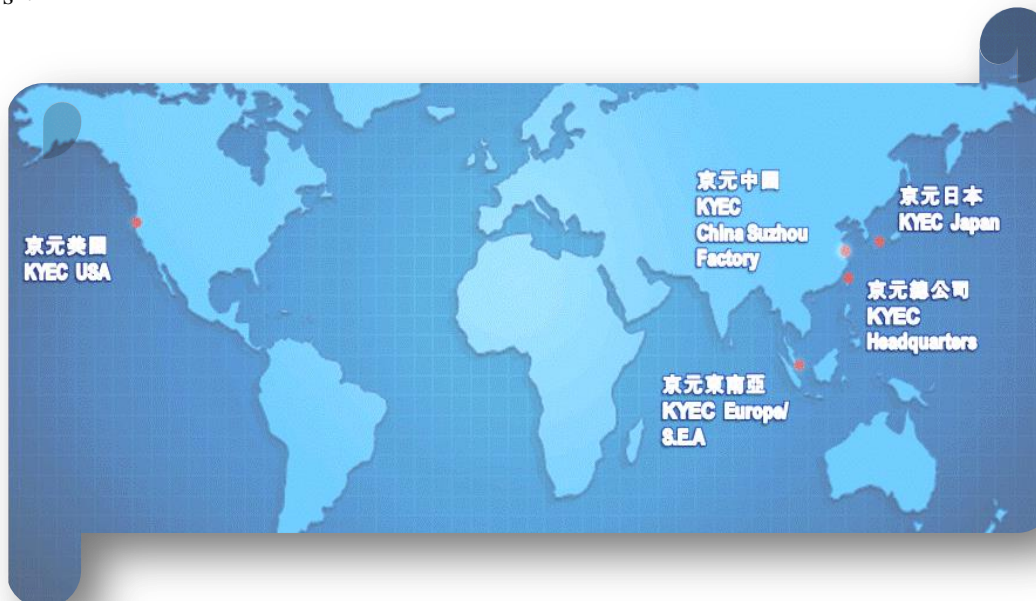 京元美國
KYEC USA
京元中國
KYEC
China Suzhou
Factory
京元日本
KYEC Japan
京元總公司
KYEC
Headquarters
京元東南亞
KYEC Europe/
S.E.A